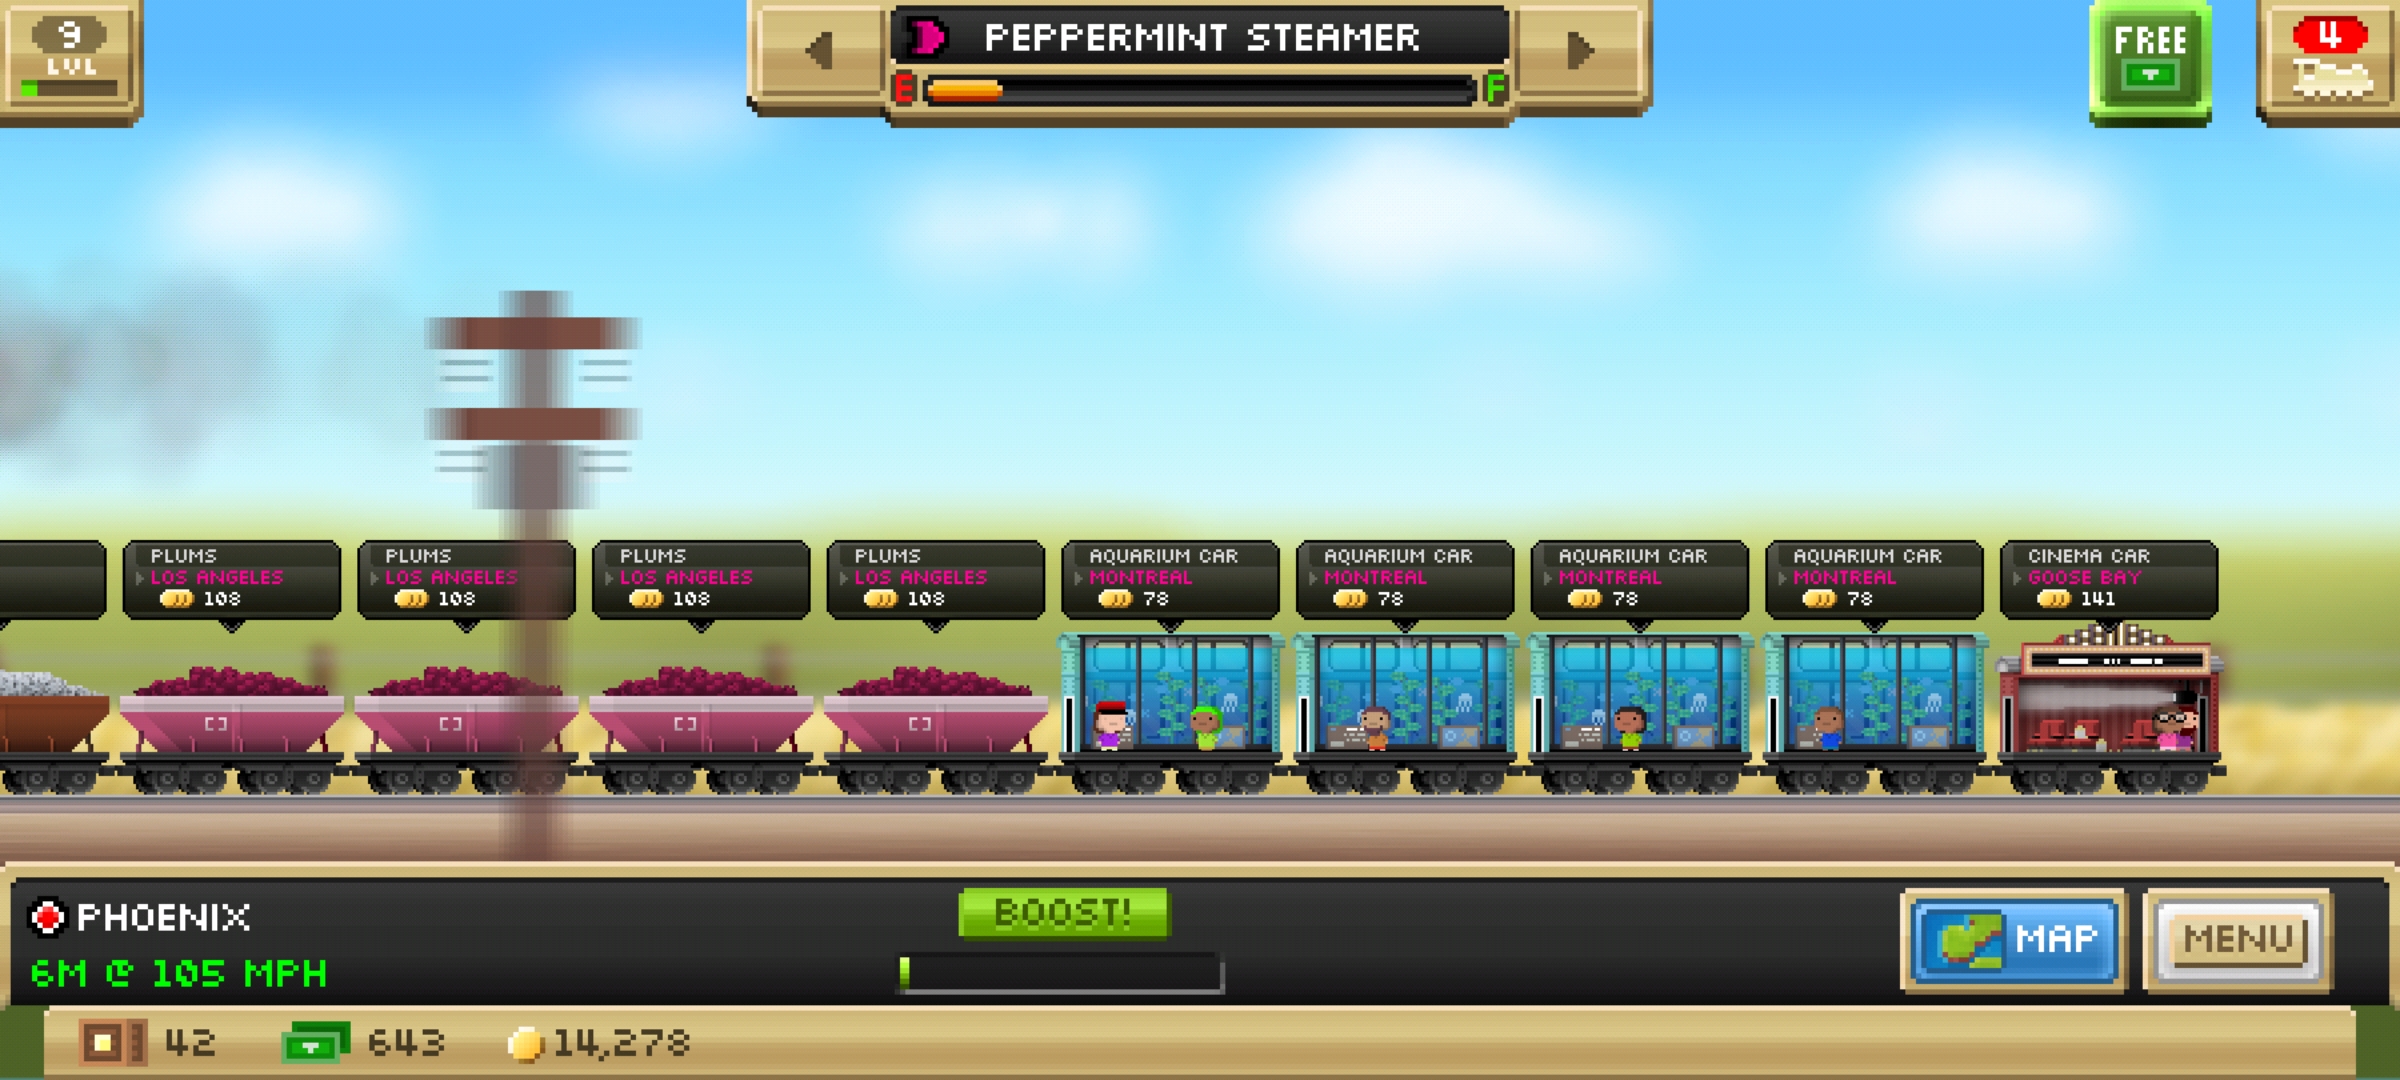 9
LVL
PEPPERMINT STEAMER
E F
FREE
4
PLUMS
LOS ANGELES
108
PLUMS
LOS ANGELES
108
PLUMS
LOS ANGELES
108
PLUMS
LOS ANGELES
108
AQUARIUM CAR
MONTREAL
78
AQUARIUM CAR
MONTREAL
78
AQUARIUM CAR
MONTREAL
78
AQUARIUM CAR
MONTREAL
78
CINEMA CAR
GOOSE BAY
141
PHOENIX
6M @ 105 MPH
BOOST!
MAP
MENU
42
643
14,278